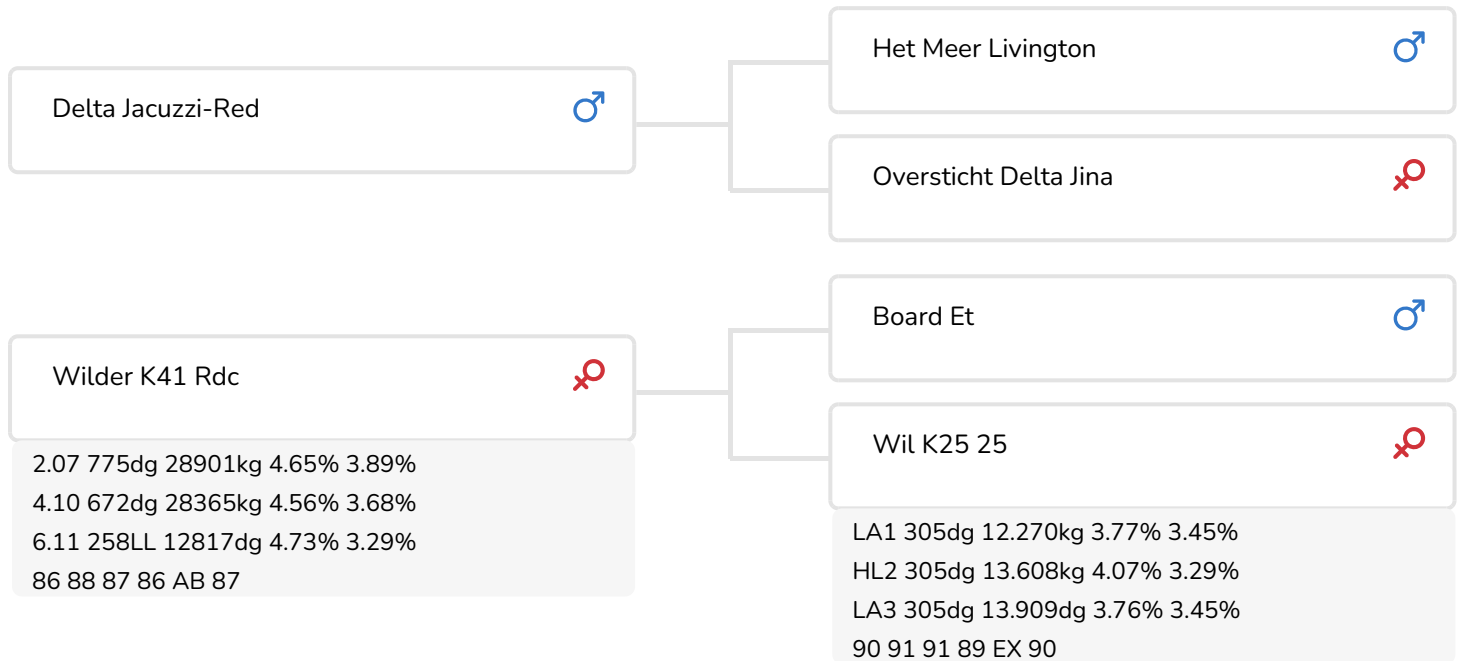 Delta Jacuzzi-Red
Het Meer Livington
Oversticht Delta Jina
Wilder K41 Rdc
2.07 775dg 28901kg 4.65% 3.89%
4.10 672dg 28365kg 4.56% 3.68%
6.11 258LL 12817dg 4.73% 3.29%
86 88 87 86 AB 87
Board Et
Wil K25 25
LA1 305dg 12.270kg 3.77% 3.45%
HL2 305dg 13.608kg 4.07% 3.29%
LA3 305dg 13.909dg 3.76% 3.45%
90 91 91 89 EX 90